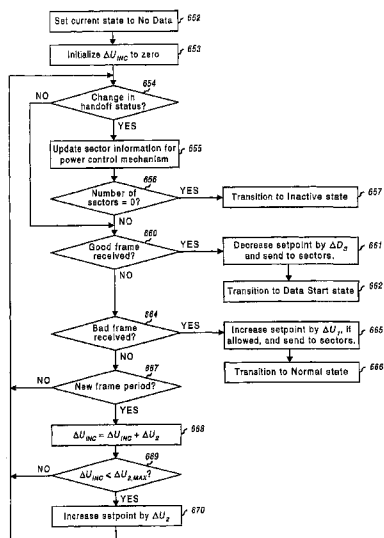 Set current state to No Data
652
Initialize ΔU_INC to zero
653
654
Change in
handoff status?
NO
YES
Update sector information for
power control mechanism
655
656
Number of
sectors = 0?
YES
Transition to Inactive state
657
NO
660
Good frame
received?
YES
Decrease setpoint by ΔD_3
and send to sectors.
661
Transition to Data Start state
662
NO
664
Bad frame
received?
YES
Increase setpoint by ΔU_1, if
allowed, and send to sectors.
665
Transition to Normal state
666
NO
667
New frame period?
NO
YES
ΔU_INC = ΔU_INC + ΔU_2
668
669
ΔU_INC < ΔU_2,MAX?
NO
YES
Increase setpoint by ΔU_2
670